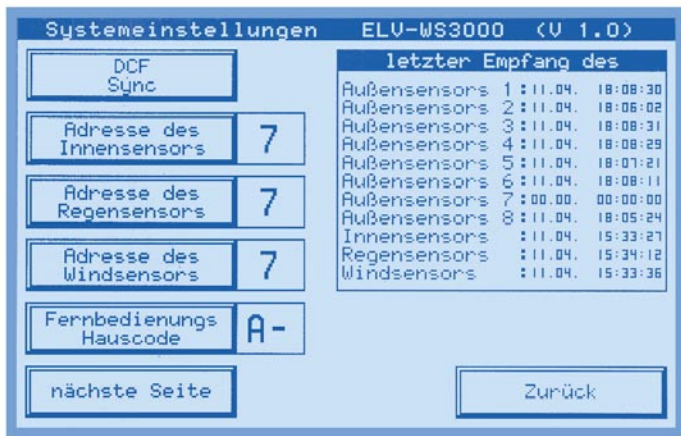 Systemeinstellungen ELV-WS3000 (V 1.0)
DCF
Sync
Adresse des
Innensensors
7
Adresse des
Regensensors
7
Adresse des
Windsensors
7
Fernbedienungs
Hauscode
A-
nächste Seite
letzter Empfang des
Außensensors 1:11.04. 18:08:30
Außensensors 2:11.04. 18:06:02
Außensensors 3:11.04. 18:08:31
Außensensors 4:11.04. 18:08:29
Außensensors 5:11.04. 18:07:21
Außensensors 6:11.04. 18:08:11
Außensensors 7:00.00. 00:00:00
Außensensors 8:11.04. 18:05:24
Innensensors :11.04. 15:33:27
Regensensors :11.04. 15:34:12
Windsensors :11.04. 15:33:36
Zurück